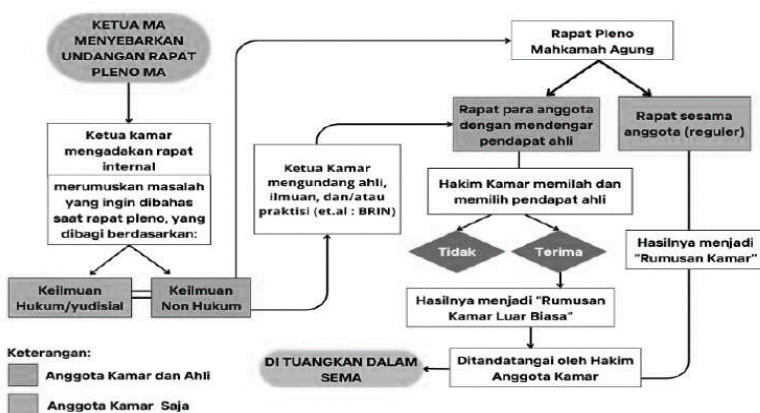 KETUA MA
MENYEBARKAN
UNDANGAN RAPAT
PLENO MA
Ketua kamar
mengadakan rapat
internal
merumuskan masalah
yang ingin dibahas
saat rapat pleno, yang
dibagi berdasarkan:
Keilmuan
Hukum/yudisial
Keilmuan
Non Hukum
Ketua Kamar
mengundang ahli,
ilmuan, dan/atau
praktisi (et.al : BRIN)
Rapat Pleno
Mahkamah Agung
Rapat para anggota
dengan mendengar
pendapat ahli
Rapat sesama
anggota (reguler)
Hakim Kamar memilah dan
memilih pendapat ahli
Tidak
Terima
Hasilnya menjadi
"Rumusan Kamar"
Hasilnya menjadi "Rumusan
Kamar Luar Biasa"
Ditandatangai oleh Hakim
Anggota Kamar
DI TUANGKAN DALAM
SEMA
Keterangan:
Anggota Kamar dan Ahli
Anggota Kamar Saja